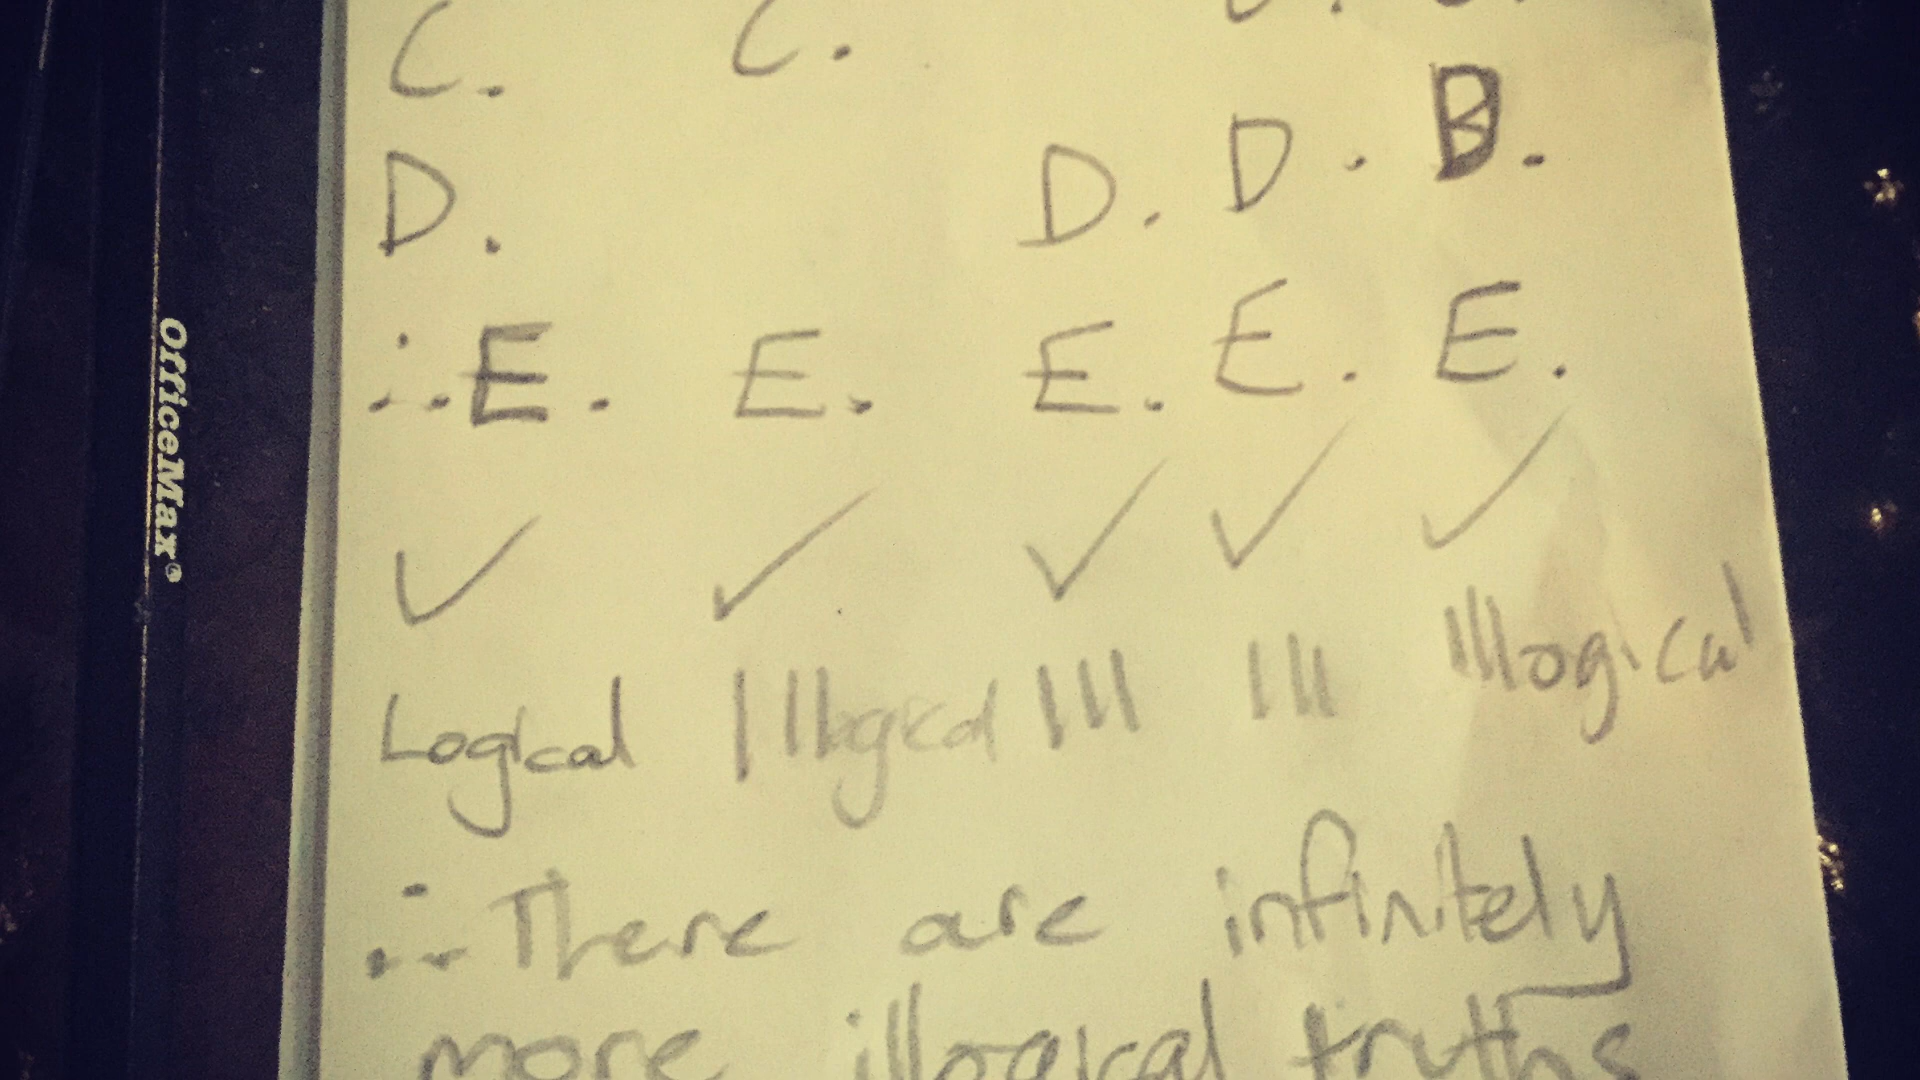 C. C.
D. D. D. B.
∴ E. E. E. E. E.
✓ ✓ ✓ ✓ ✓
Logical Illogical Ill Ill Illogical
∴ There are infinitely
more illogical truths
OfficeMax®